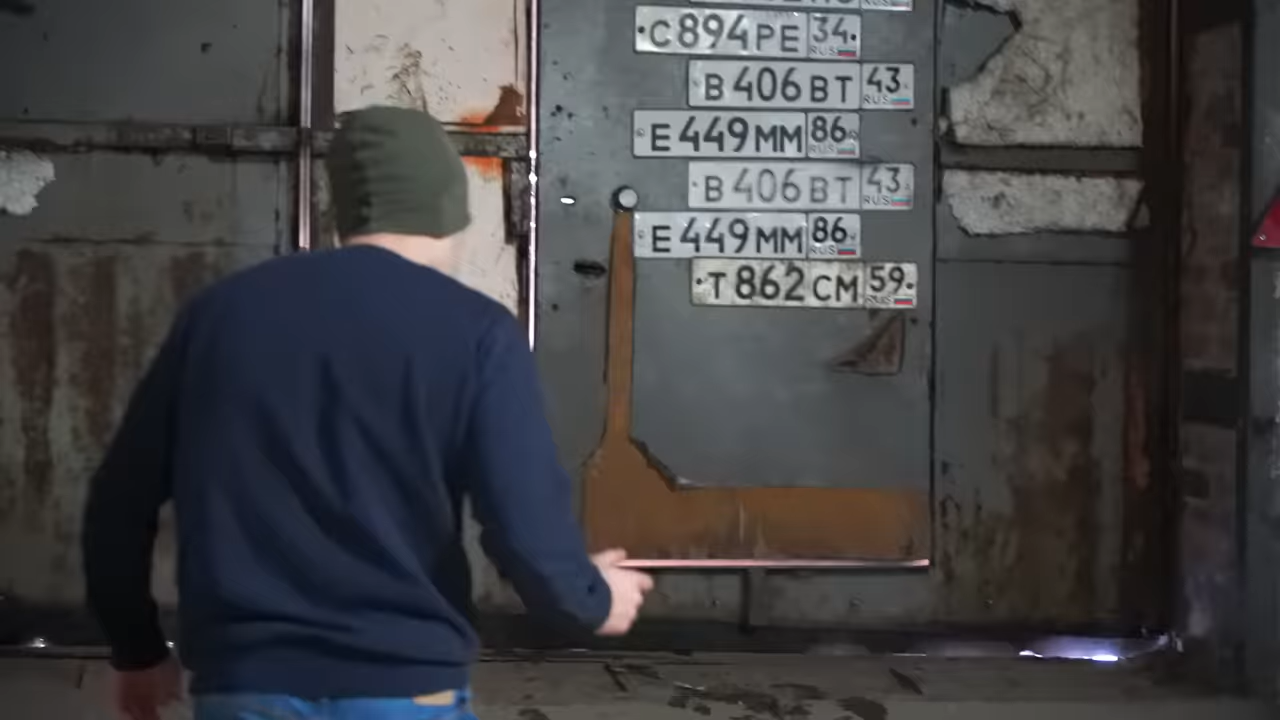 С894РЕ 34 RUS
В406ВТ 43 RUS
Е449ММ 86 RUS
В406ВТ 43 RUS
Е449ММ 86 RUS
Т862СМ 59 RUS